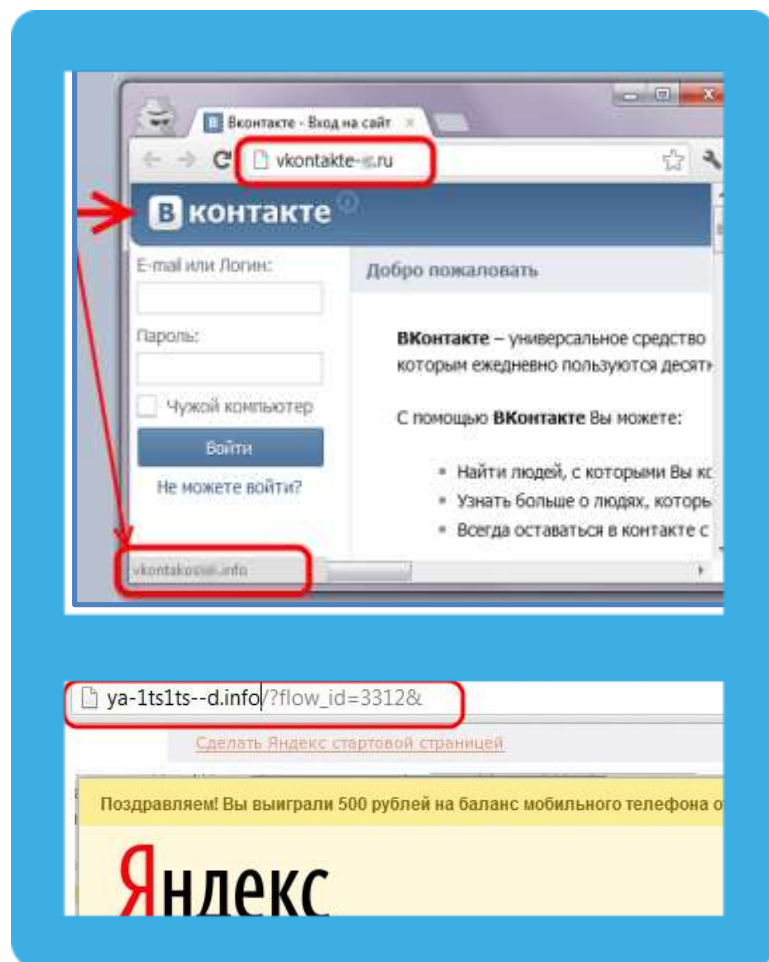 Вконтакте - Вход на сайт
vkontakte- .ru
В контакте
E-mail или Логин:
Добро пожаловать
Пароль:
ВКонтакте – универсальное средство
которым ежедневно пользуются десятк
Чужой компьютер
С помощью ВКонтакте Вы можете:
Войти
Найти людей, с которыми Вы ко
Не можете войти?
Узнать больше о людях, которь
Всегда оставаться в контакте с
ya-1ts1ts--d.info/?flow_id=3312&
Сделать Яндекс стартовой страницей
Поздравляем! Вы выиграли 500 рублей на баланс мобильного телефона о
Яндекс